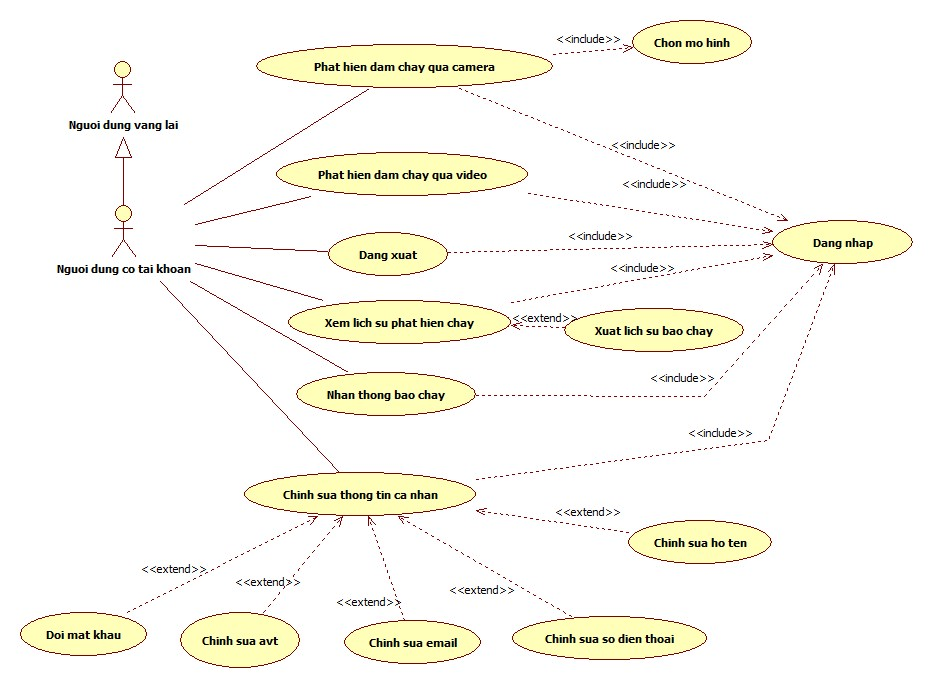 <<include>>
Chon mo hinh
Phat hien dam chay qua camera
Nguoi dung vang lai
<<include>>
Phat hien dam chay qua video
<<include>>
<<include>>
Dang nhap
Dang xuat
Nguoi dung co tai khoan
<<include>>
<<extend>>
Xem lich su phat hien chay
Xuat lich su bao chay
<<include>>
Nhan thong bao chay
<<include>>
Chinh sua thong tin ca nhan
<<extend>>
Chinh sua ho ten
<<extend>>
<<extend>>
<<extend>>
<<extend>>
Doi mat khau
Chinh sua avt
Chinh sua email
Chinh sua so dien thoai